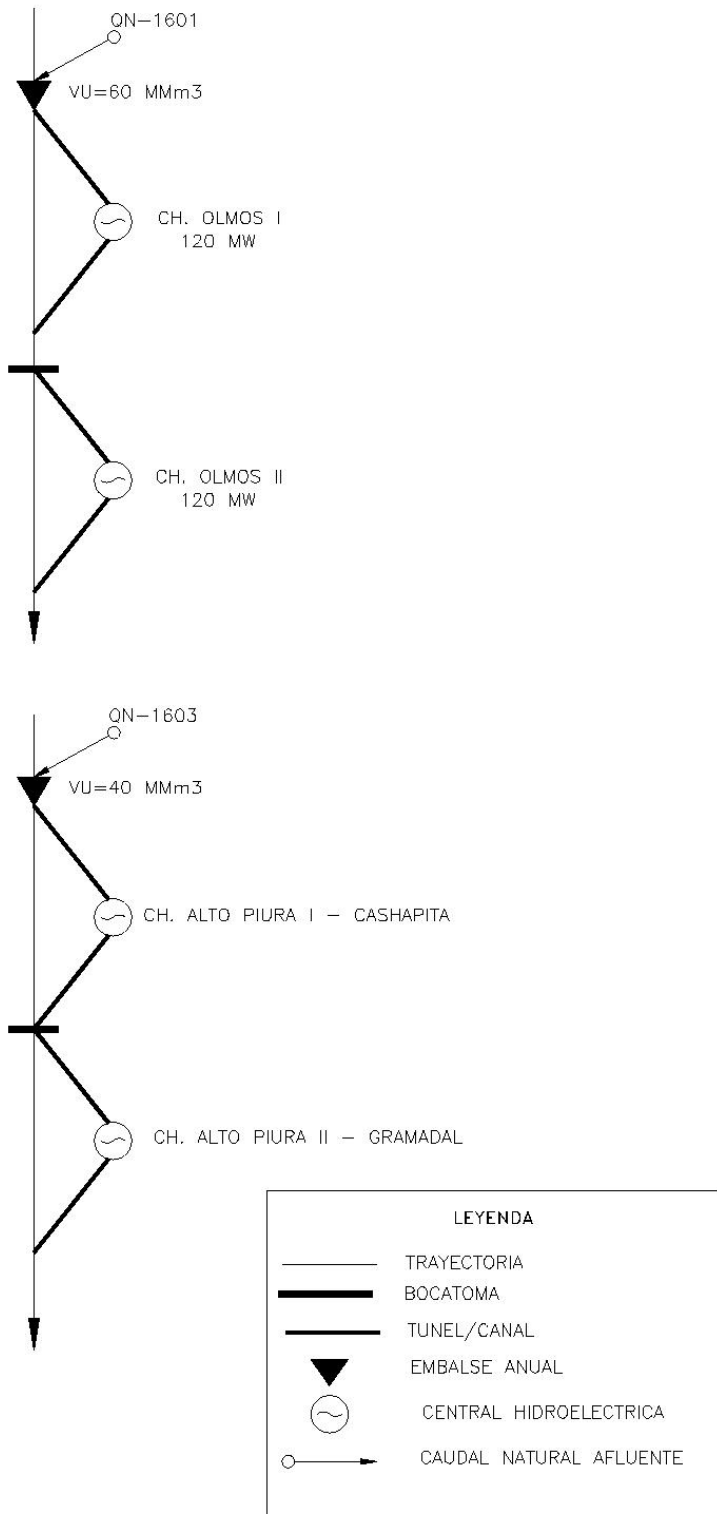 QN-1601
VU=60 MMm3
CH. OLMOS I
120 MW
CH. OLMOS II
120 MW
QN-1603
VU=40 MMm3
CH. ALTO PIURA I - CASHAPITA
CH. ALTO PIURA II - GRAMADAL
LEYENDA
TRAYECTORIA
BOCATOMA
TUNEL/CANAL
EMBALSE ANUAL
CENTRAL HIDROELECTRICA
CAUDAL NATURAL AFLUENTE